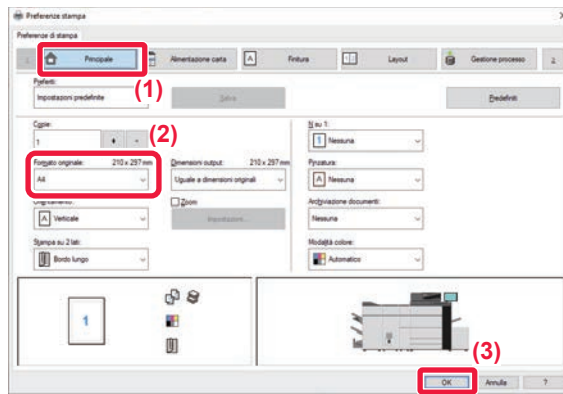 Preferenze stampa
Preferenze di stampa
Principale
Alimentazione carta
Finitura
Layout
Gestione processo
Preferiti:
Impostazioni predefinite
(1)
Salva
Predefiniti
Copie:
1
(2)
N su 1:
1 Nessuna
Formato originale: 210 x 297 mm
A4
Dimensioni output: 210 x 297 mm
Uguale a dimensioni originali
Pinzatura:
A Nessuna
Orientamento:
A Verticale
Zoom
Impostazioni...
Archiviazione documenti:
Nessuna
Stampa su 2 lati:
Bordo lungo
Modalità colore:
Automatico
1
(3)
OK
Annulla
?